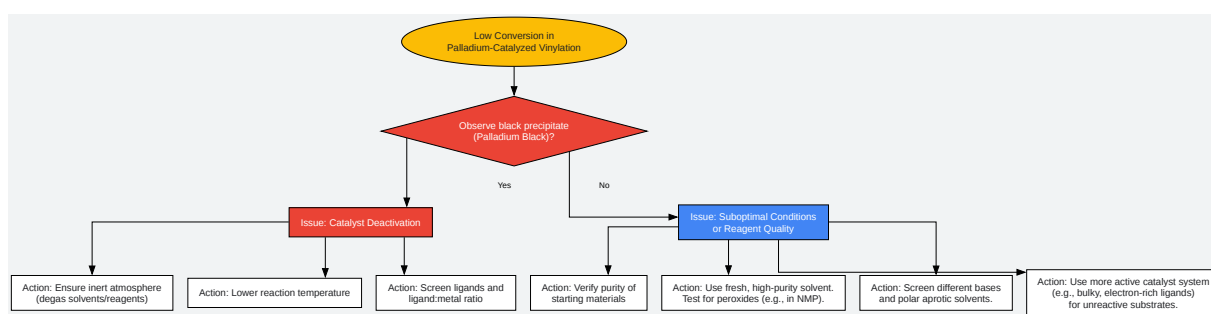 Low Conversion in
Palladium-Catalyzed Vinylation
Observe black precipitate
(Palladium Black)?
Yes
No
Issue: Catalyst Deactivation
Issue: Suboptimal Conditions
or Reagent Quality
Action: Ensure inert atmosphere
(degas solvents/reagents)
Action: Lower reaction temperature
Action: Screen ligands and
ligand:metal ratio
Action: Verify purity of
starting materials
Action: Use fresh, high-purity solvent.
Test for peroxides (e.g., in NMP).
Action: Screen different bases
and polar aprotic solvents.
Action: Use more active catalyst system
(e.g., bulky, electron-rich ligands)
for unreactive substrates.